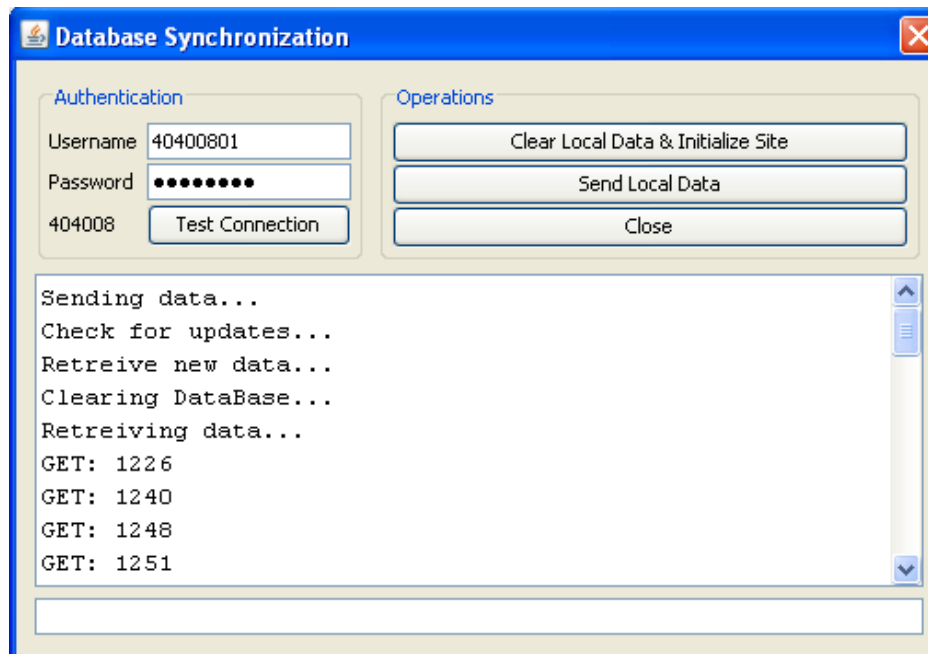 Database Synchronization
Authentication
Username 40400801
Password ●●●●●●●●
404008 Test Connection
Operations
Clear Local Data & Initialize Site
Send Local Data
Close
Sending data...
Check for updates...
Retreive new data...
Clearing DataBase...
Retreiving data...
GET: 1226
GET: 1240
GET: 1248
GET: 1251